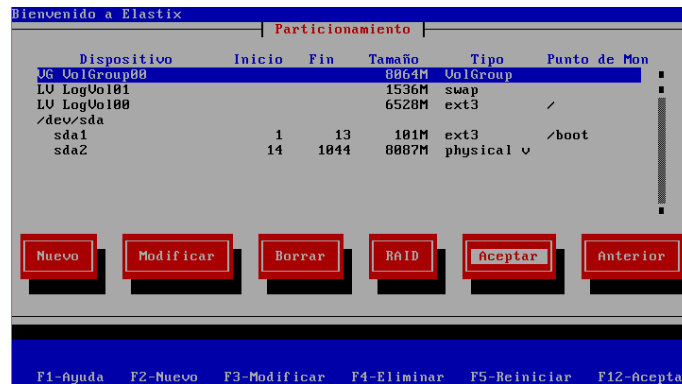 Bienvenido a Elastix
Particionamiento
Dispositivo Inicio Fin Tamaño Tipo Punto de Mon
VG VolGroup00 8064M VolGroup
LV LogVol01 1536M swap
LV LogVol00 6528M ext3 /
/dev/sda
sda1 1 13 101M ext3 /boot
sda2 14 1044 8087M physical v
Nuevo Modificar Borrar RAID Aceptar Anterior
F1-Ayuda F2-Nuevo F3-Modificar F4-Eliminar F5-Reiniciar F12-Acepta